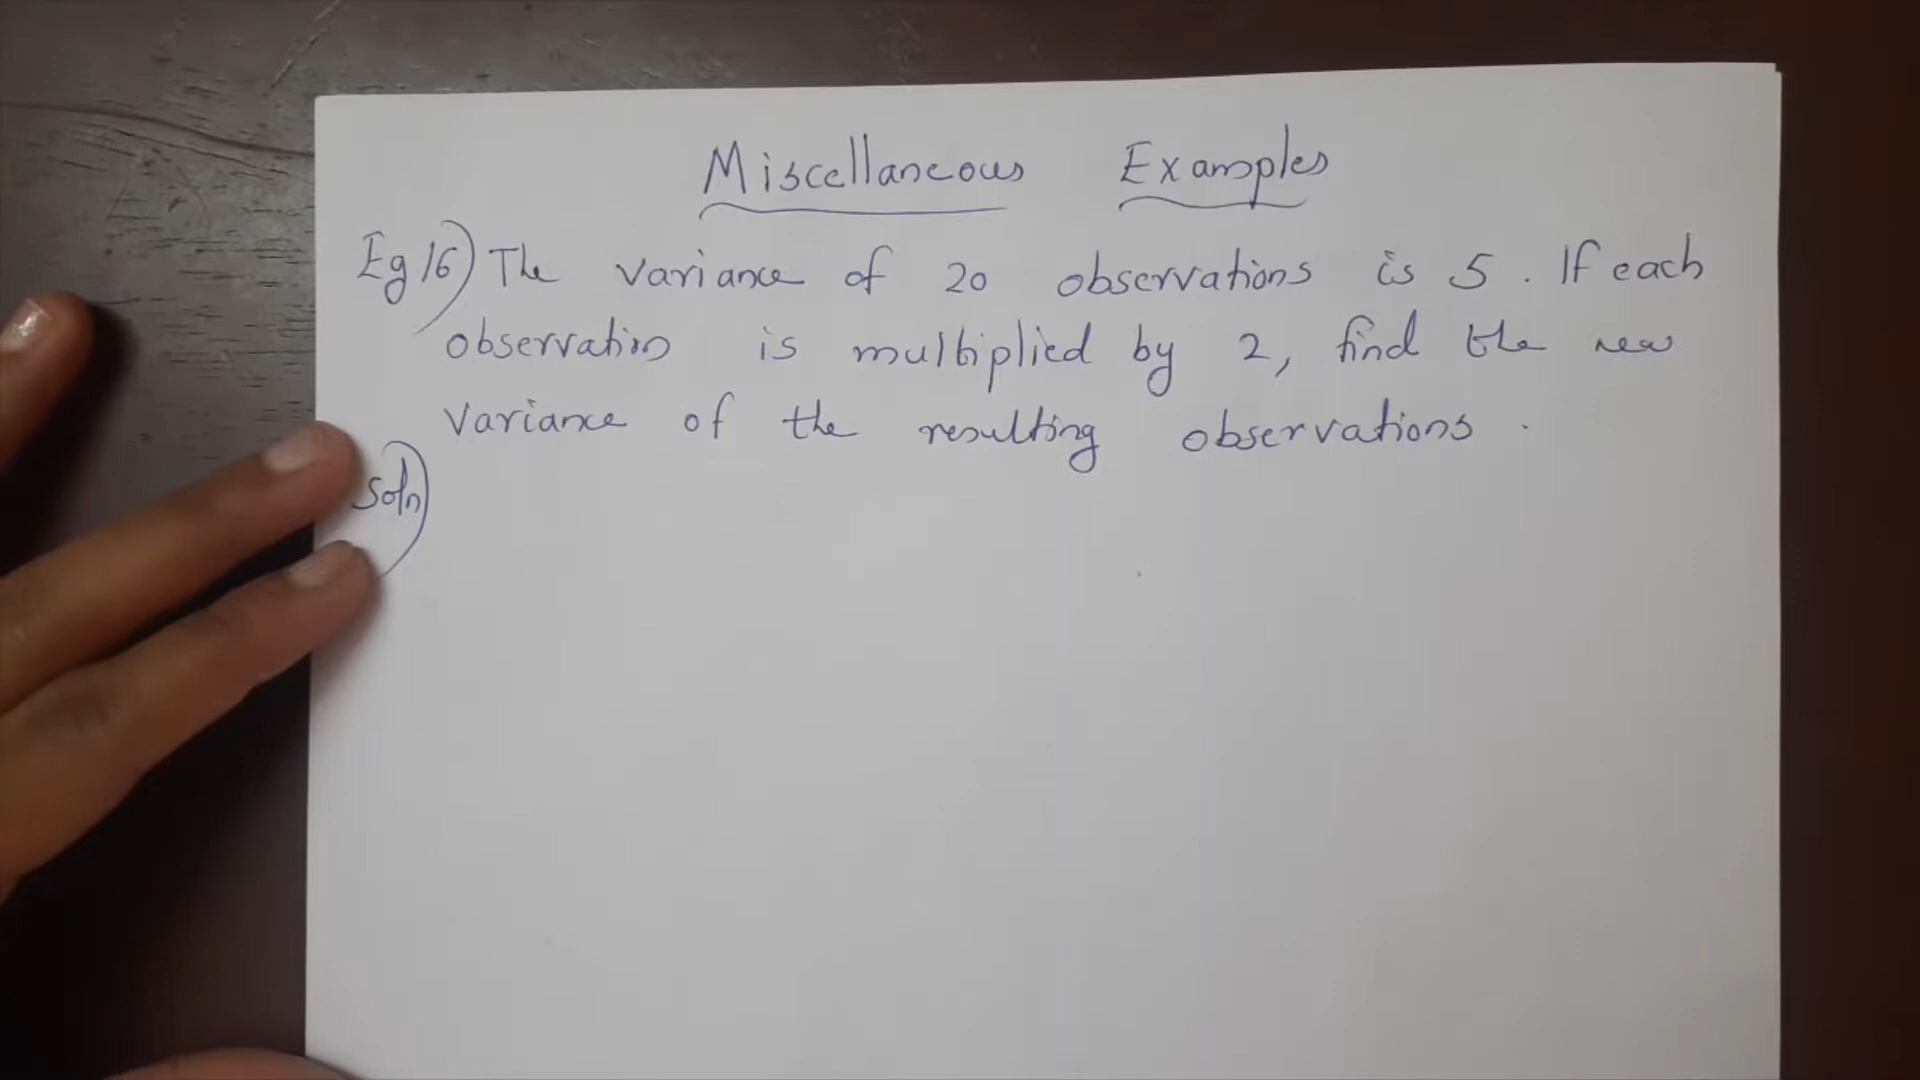 Miscellaneous Examples
Eg 16) The variance of 20 observations is 5. If each
observation is multiplied by 2, find the new
variance of the resulting observations.
Soln)